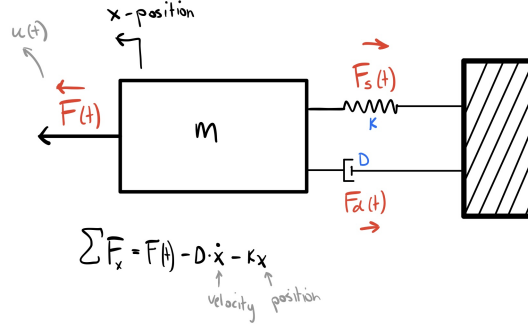 x-position
u(t)
F(t)
m
Fs(t)
K
D
Fd(t)
∑Fx = F(t) - D·ẋ - Kx
velocity position